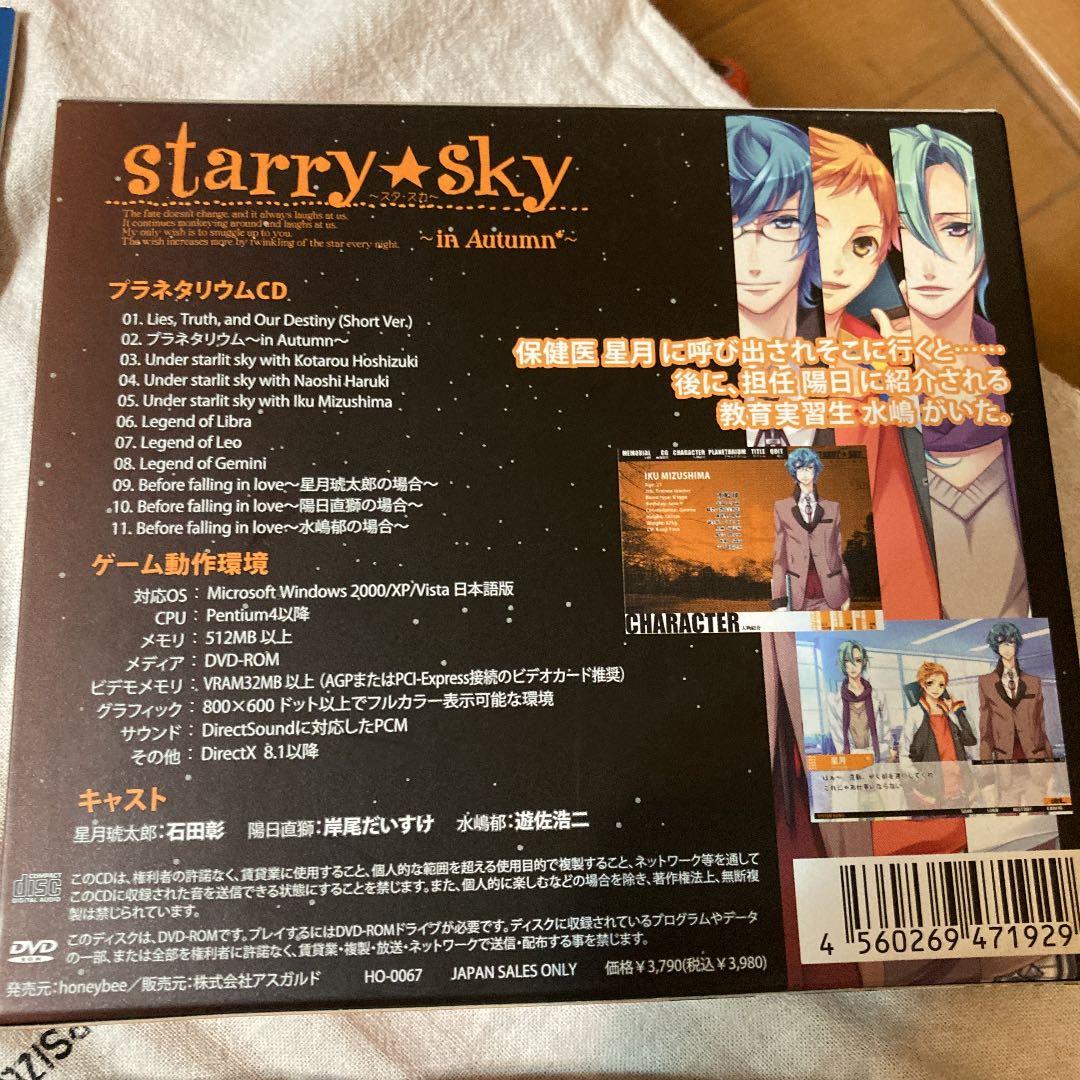 starry★sky
～スタ・スカ～
The fate doesn't change, and it always laughs at us.
It continues monkeying around and laughs at us.
My only wish is to snuggle up to you.
The wish increases more by twinkling of the star every night.
～in Autumn～
プラネタリウムCD
01. Lies, Truth, and Our Destiny (Short Ver.)
02. プラネタリウム～in Autumn～
03. Under starlit sky with Kotarou Hoshizuki
04. Under starlit sky with Naoshi Haruki
05. Under starlit sky with Iku Mizushima
06. Legend of Libra
07. Legend of Leo
08. Legend of Gemini
09. Before falling in love～星月琥太郎の場合～
10. Before falling in love～陽日直獅の場合～
11. Before falling in love～水嶋郁の場合～
保健医 星月 に呼び出されそこに行くと……
後に、担任 陽日 に紹介される
教育実習生 水嶋 がいた。
MEMORIAL CG CHARACTER PLANETRAIUM TITLE QUIT
STARRY★SKY
IKU MIZUSHIMA
CHARACTER 人物紹介
星月
ゲーム動作環境
対応OS：Microsoft Windows 2000/XP/Vista 日本語版
CPU：Pentium4以降
メモリ：512MB 以上
メディア：DVD-ROM
ビデモメモリ：VRAM32MB 以上（AGPまたはPCI-Express接続のビデオカード推奨）
グラフィック：800×600 ドット以上でフルカラー表示可能な環境
サウンド：DirectSoundに対応したPCM
その他：DirectX 8.1以降
キャスト
星月琥太郎：石田彰 陽日直獅：岸尾だいすけ 水嶋郁：遊佐浩二
COMPACT disc DIGITAL AUDIO
このCDは、権利者の許諾なく、賃貸業に使用すること、個人的な範囲を超える使用目的で複製すること、ネットワーク等を通して
このCDに収録された音を送信できる状態にすることを禁じます。また、個人的に楽しむなどの場合を除き、著作権法上、無断複
製は禁じられています。
DVD ROM
このディスクは、DVD-ROMです。プレイするにはDVD-ROMドライブが必要です。ディスクに収録されているプログラムやデータ
の一部、または全部を権利者に許諾なく、賃貸業・複製・放送・ネットワークで送信・配布する事を禁じます。
発売元：honeybee／販売元：株式会社アスガルド HO-0067 JAPAN SALES ONLY 価格￥3,790(税込￥3,980)
4 560269 471929